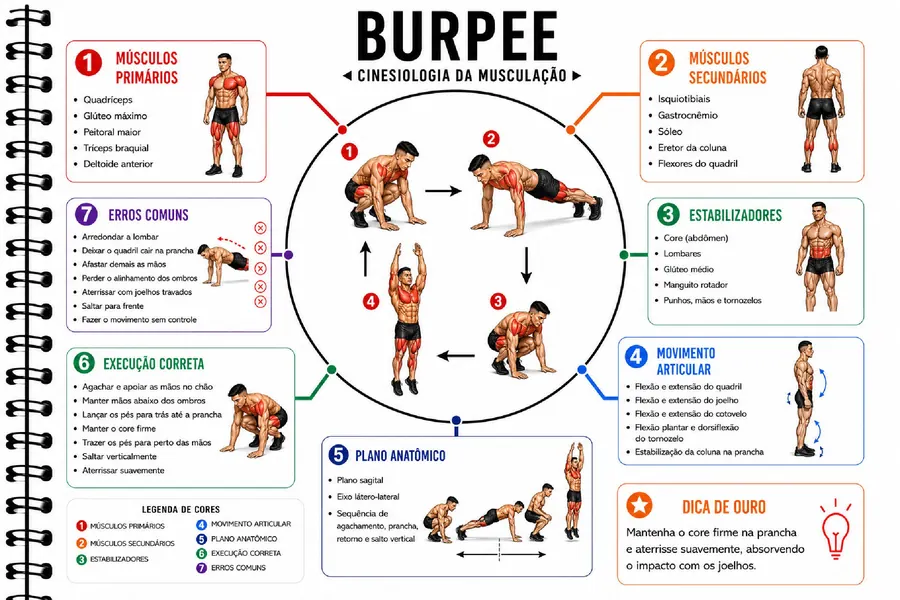 BURPEE
CINESIOLOGIA DA MUSCULAÇÃO
1 MÚSCULOS
PRIMÁRIOS
• Quadríceps
• Glúteo máximo
• Peitoral maior
• Tríceps braquial
• Deltoide anterior
2 MÚSCULOS
SECUNDÁRIOS
• Isquiotibiais
• Gastrocnêmio
• Sóleo
• Eretor da coluna
• Flexores do quadril
1
2
3
4
7 ERROS COMUNS
• Arredondar a lombar
• Deixar o quadril cair na prancha
• Afastar demais as mãos
• Perder o alinhamento dos ombros
• Aterrissar com joelhos travados
• Saltar para frente
• Fazer o movimento sem controle
3 ESTABILIZADORES
• Core (abdômen)
• Lombares
• Glúteo médio
• Manguito rotador
• Punhos, mãos e tornozelos
6 EXECUÇÃO CORRETA
• Agachar e apoiar as mãos no chão
• Manter mãos abaixo dos ombros
• Lançar os pés para trás até a prancha
• Manter o core firme
• Trazer os pés para perto das mãos
• Saltar verticalmente
• Aterrissar suavemente
4 MOVIMENTO
ARTICULAR
• Flexão e extensão do quadril
• Flexão e extensão do joelho
• Flexão e extensão do cotovelo
• Flexão plantar e dorsiflexão
do tornozelo
• Estabilização da coluna na prancha
5 PLANO ANATÔMICO
• Plano sagital
• Eixo látero-lateral
• Sequência de
agachamento, prancha,
retorno e salto vertical
LEGENDA DE CORES
1 MÚSCULOS PRIMÁRIOS
2 MÚSCULOS SECUNDÁRIOS
3 ESTABILIZADORES
4 MOVIMENTO ARTICULAR
5 PLANO ANATÔMICO
6 EXECUÇÃO CORRETA
7 ERROS COMUNS
DICA DE OURO
Mantenha o core firme na prancha
e aterrisse suavemente, absorvendo
o impacto com os joelhos.